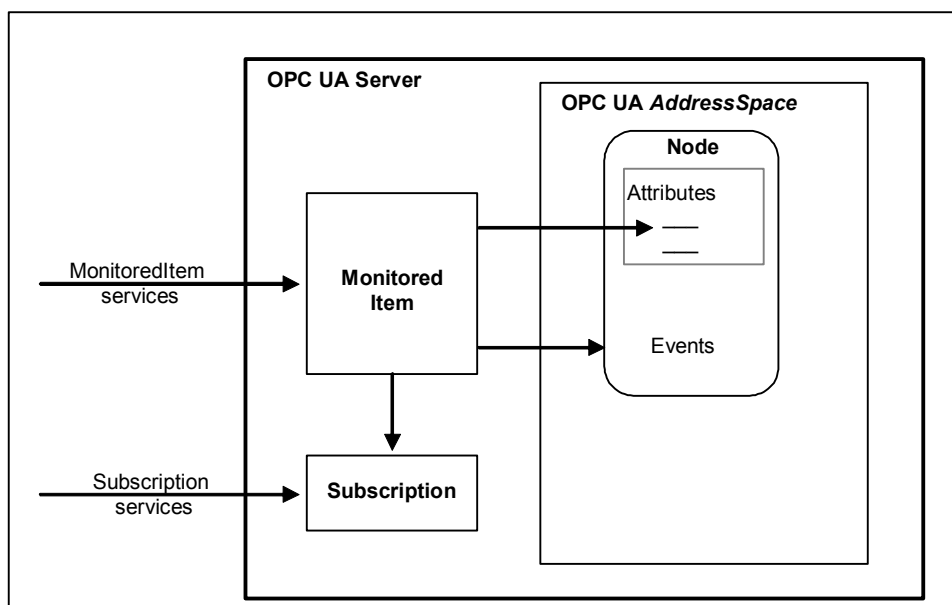 OPC UA Server
OPC UA AddressSpace
Node
Attributes
MonitoredItem
services
Monitored
Item
Events
Subscription
services
Subscription